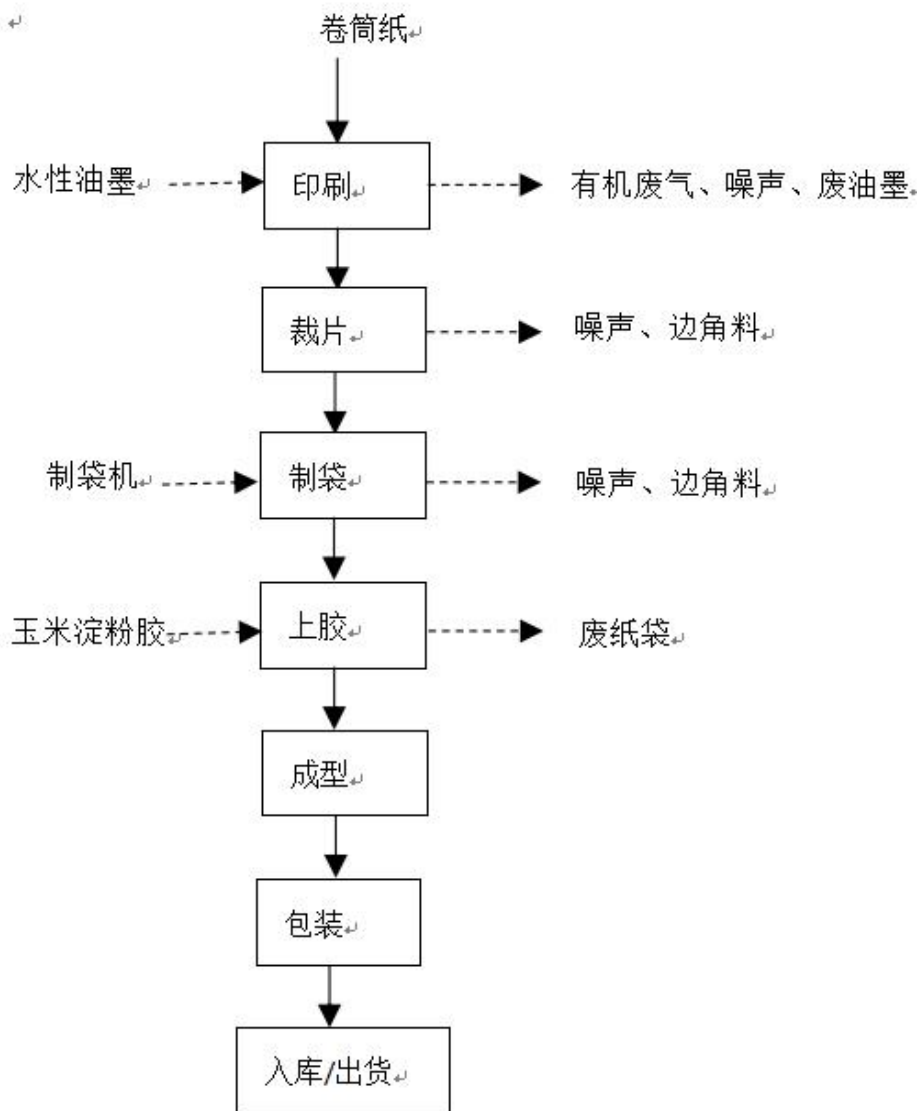 卷筒纸
水性油墨 印刷 有机废气、噪声、废油墨
裁片 噪声、边角料
制袋机 制袋 噪声、边角料
玉米淀粉胶 上胶 废纸袋
成型
包装
入库/出货